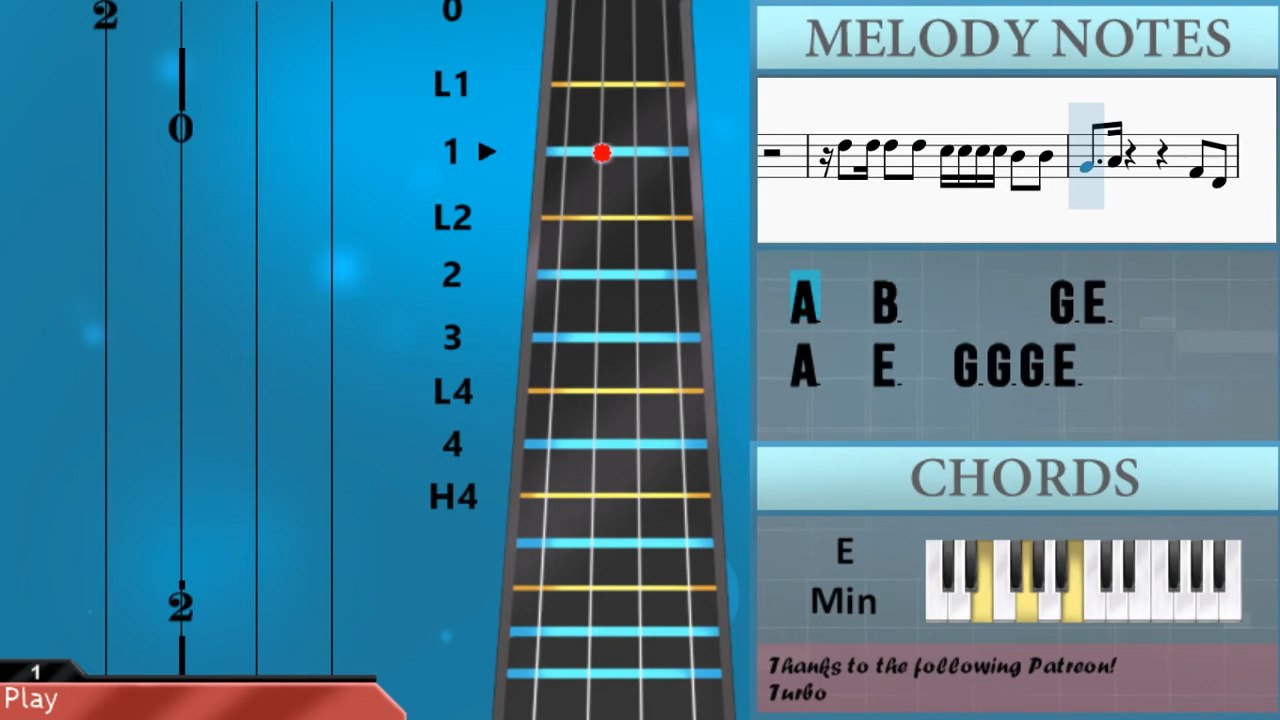 2
0
2
1
Play
0
L1
1
L2
2
3
L4
4
H4
MELODY NOTES
A B G E
A E G G G E
CHORDS
E
Min
Thanks to the following Patreon!
Turbo